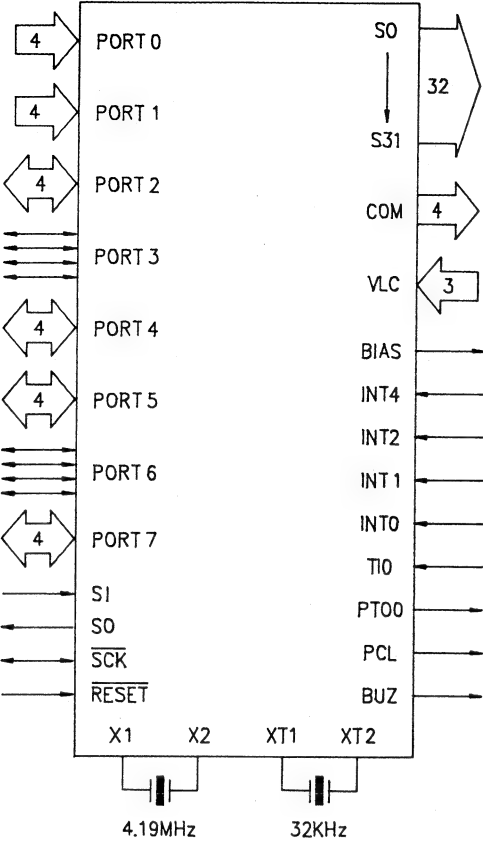 4 PORT 0
4 PORT 1
4 PORT 2
PORT 3
4 PORT 4
4 PORT 5
PORT 6
4 PORT 7
SI
SO
SCK
RESET
S0
32
S31
COM 4
VLC 3
BIAS
INT4
INT2
INT1
INT0
TI0
PTO0
PCL
BUZ
X1 X2 XT1 XT2
4.19MHz 32KHz